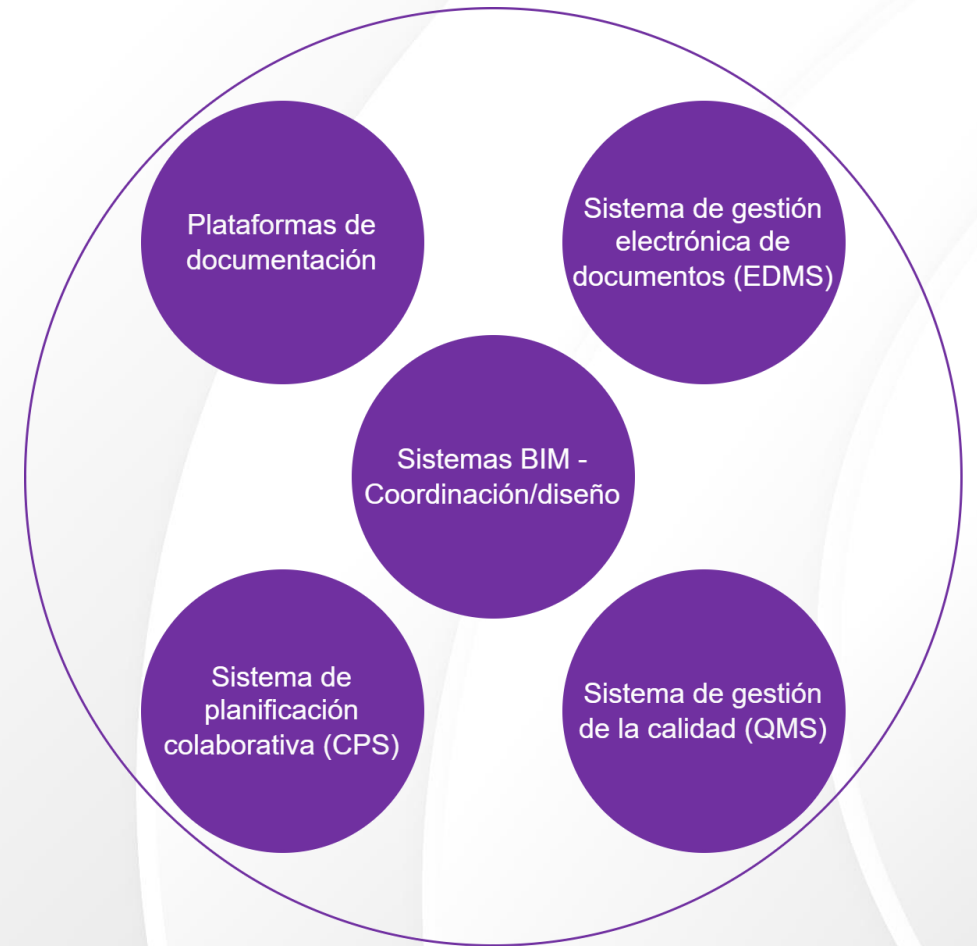 Plataformas de
documentación
Sistema de gestión
electrónica de
documentos (EDMS)
Sistemas BIM -
Coordinación/diseño
Sistema de
planificación
colaborativa (CPS)
Sistema de gestión
de la calidad (QMS)